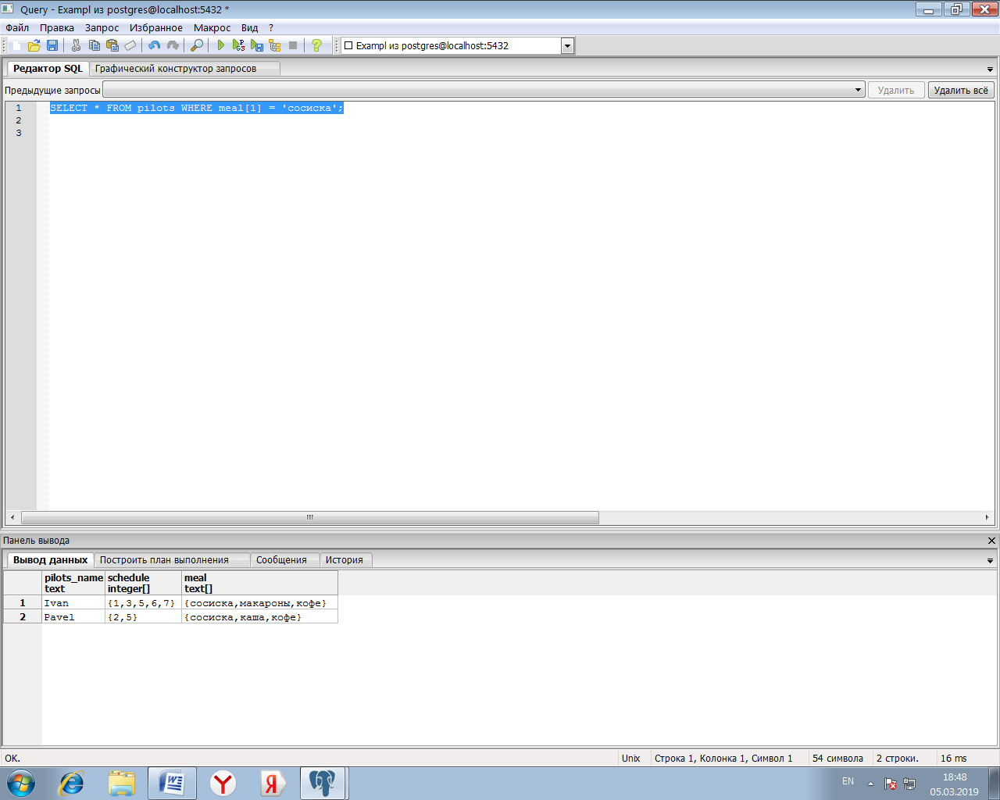 Query - Exampl из postgres@localhost:5432 *
Файл Правка Запрос Избранное Макрос Вид ?
Exampl из postgres@localhost:5432
Редактор SQL Графический конструктор запросов
Предыдущие запросы Удалить Удалить всё
1 SELECT * FROM pilots WHERE meal[1] = 'сосиска';
2
3
Панель вывода
Вывод данных Построить план выполнения Сообщения История
pilots_name schedule meal
text integer[] text[]
1 Ivan {1,3,5,6,7} {сосиска,макароны,кофе}
2 Pavel {2,5} {сосиска,каша,кофе}
OK. Unix Строка 1, Колонка 1, Символ 1 54 символа 2 строки. 16 ms
EN 18:48
05.03.2019